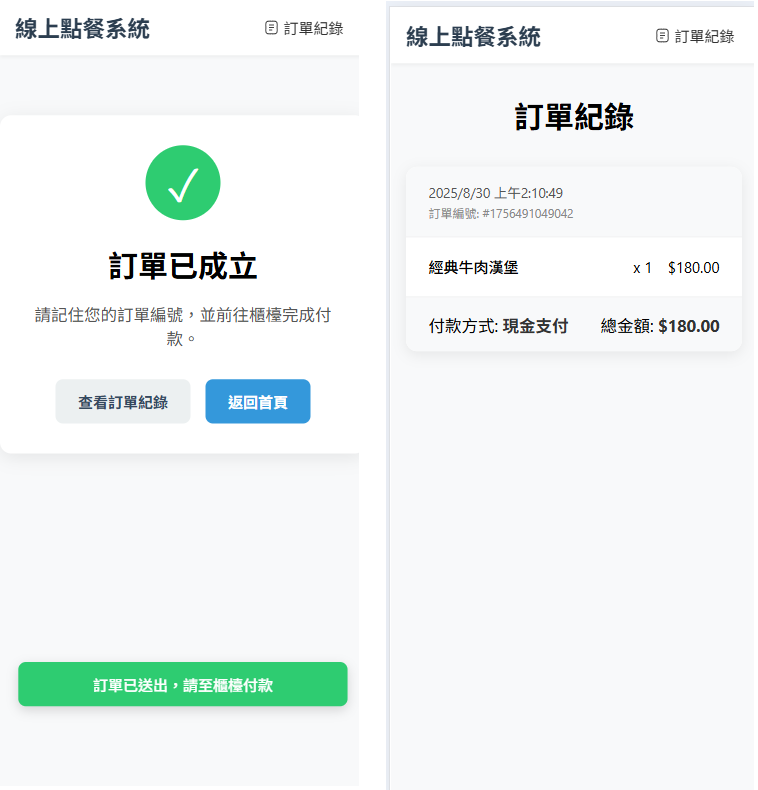 線上點餐系統
訂單紀錄
訂單已成立
請記住您的訂單編號，並前往櫃檯完成付
款。
查看訂單紀錄
返回首頁
訂單已送出，請至櫃檯付款
線上點餐系統
訂單紀錄
訂單紀錄
2025/8/30 上午2:10:49
訂單編號: #1756491049042
經典牛肉漢堡 x 1 $180.00
付款方式: 現金支付 總金額: $180.00